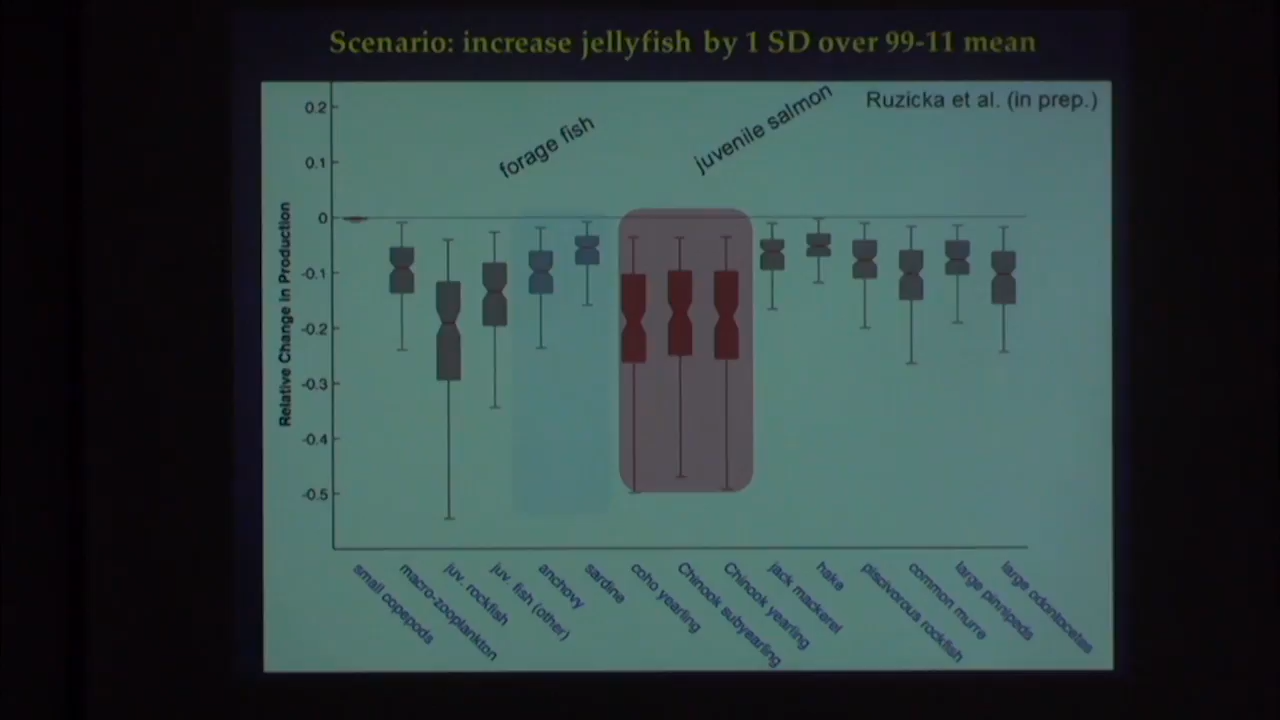 Scenario: increase jellyfish by 1 SD over 99-11 mean
Ruzicka et al. (in prep.)
forage fish
juvenile salmon
Relative Change in Production
0.2
0.1
0
-0.1
-0.2
-0.3
-0.4
-0.5
small copepods
macro-zooplankton
juv. rockfish
juv. fish (other)
anchovy
sardine
coho yearling
Chinook subyearling
Chinook yearling
jack mackerel
hake
piscivorous rockfish
common murre
large pinnipeds
large odontocetes